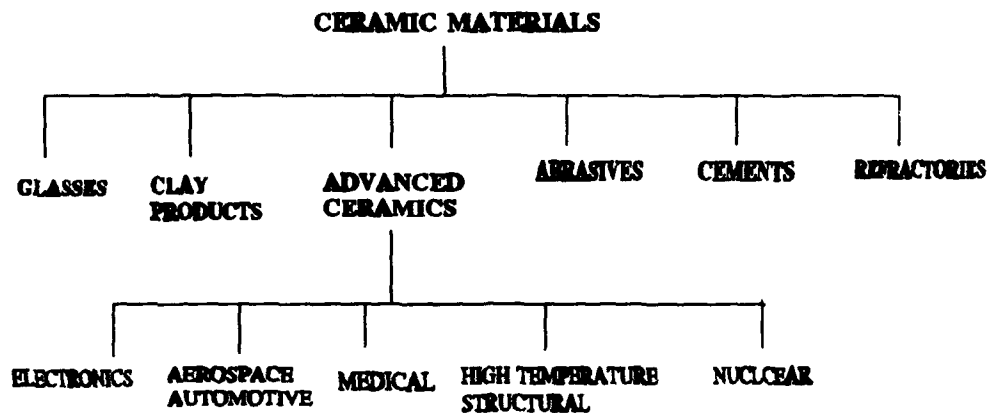 CERAMIC MATERIALS
GLASSES
CLAY
PRODUCTS
ADVANCED
CERAMICS
ABRASIVES
CEMENTS
REFRACTORIES
ELECTRONICS
AEROSPACE
AUTOMOTIVE
MEDICAL
HIGH TEMPERATURE
STRUCTURAL
NUCLCEAR